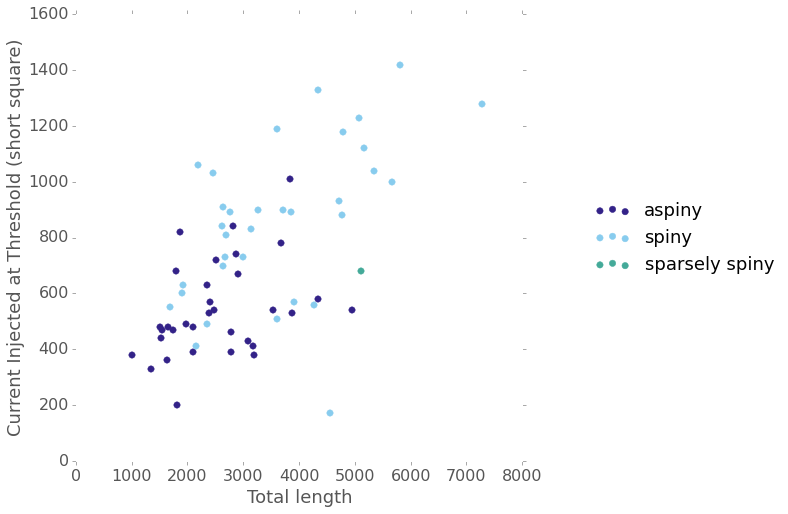 Current Injected at Threshold (short square)
1600
1400
1200
1000
800
600
400
200
0
0 1000 2000 3000 4000 5000 6000 7000 8000
Total length
aspiny
spiny
sparsely spiny